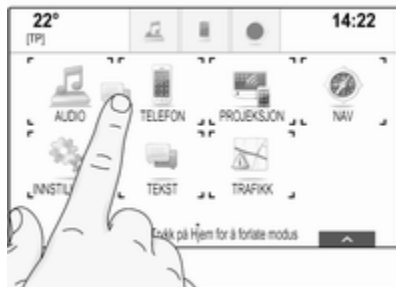 22° 14:22
[TP]
AUDIO TELEFON PROJEKSJON NAV
TEKST TRAFIKK
på Hjem for å forlate modus